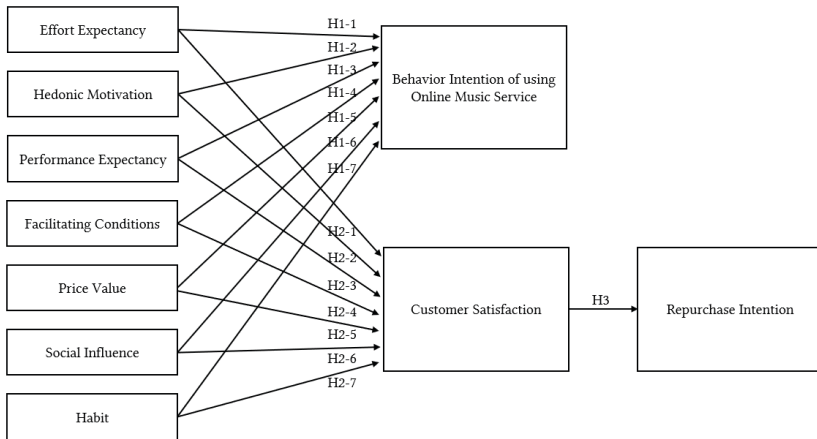 Effort Expectancy
Hedonic Motivation
Performance Expectancy
Facilitating Conditions
Price Value
Social Influence
Habit
H1-1
H1-2
H1-3
H1-4
H1-5
H1-6
H1-7
H2-1
H2-2
H2-3
H2-4
H2-5
H2-6
H2-7
Behavior Intention of using
Online Music Service
Customer Satisfaction
H3
Repurchase Intention